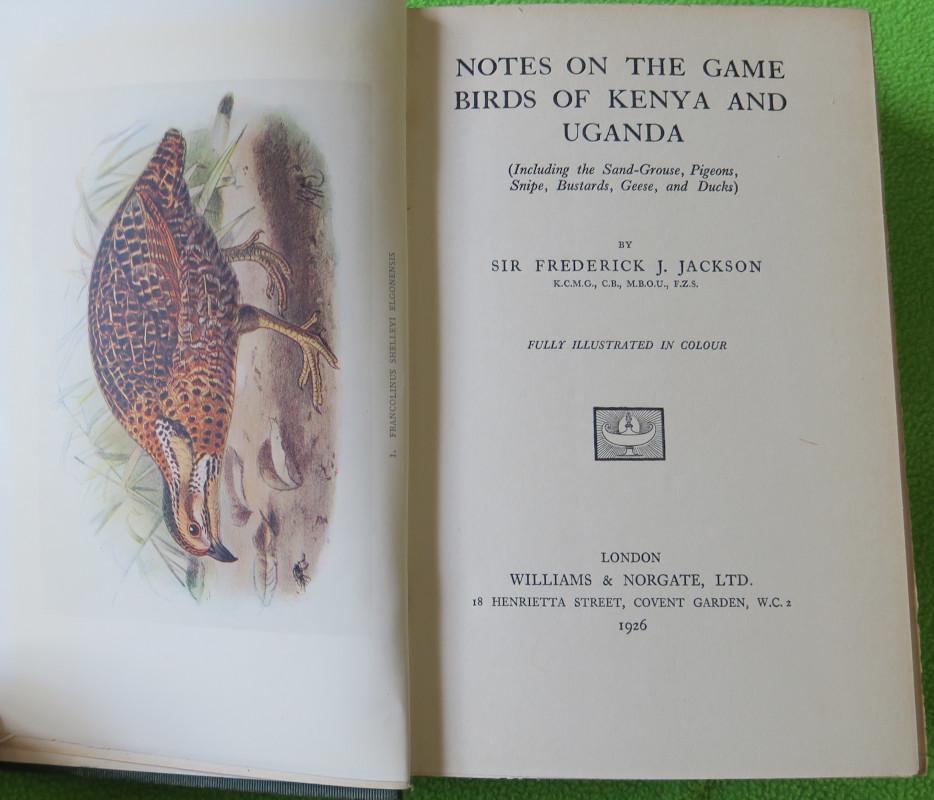 1. FRANCOLINUS SHELLEYI ELGONENSIS
NOTES ON THE GAME
BIRDS OF KENYA AND
UGANDA
(Including the Sand-Grouse, Pigeons,
Snipe, Bustards, Geese, and Ducks)
BY
SIR FREDERICK J. JACKSON
K.C.M.G., C.B., M.B.O.U., F.Z.S.
FULLY ILLUSTRATED IN COLOUR
LONDON
WILLIAMS & NORGATE, LTD.
18 HENRIETTA STREET, COVENT GARDEN, W.C. 2
1926